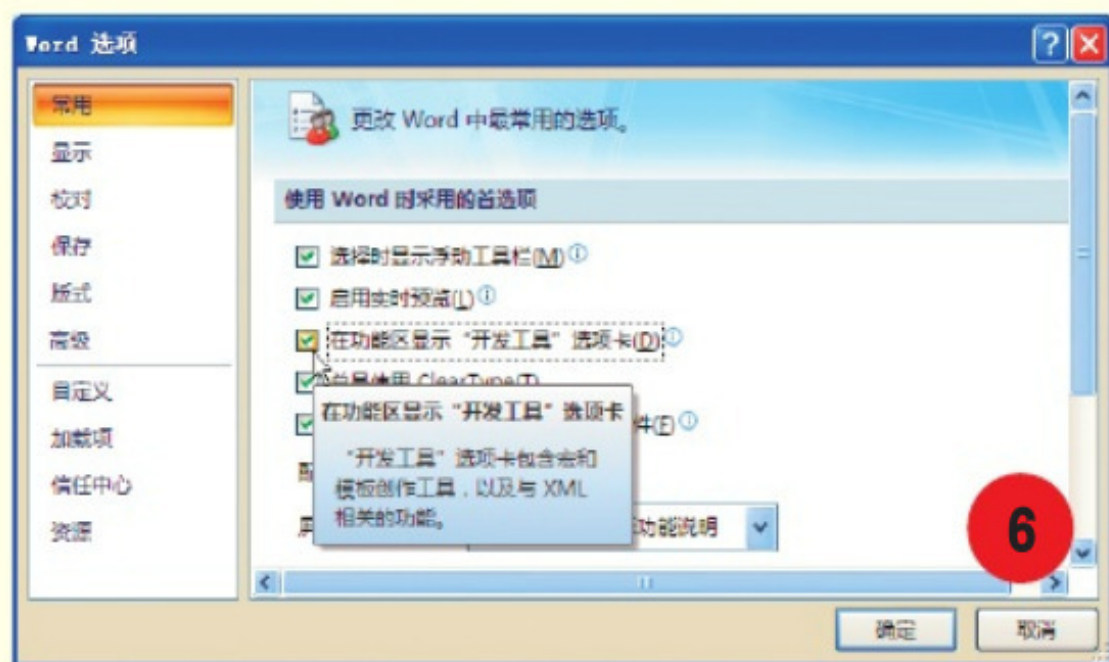 Word 选项
常用
显示
校对
保存
版式
高级
自定义
加载项
信任中心
资源
更改 Word 中最常用的选项。
使用 Word 时采用的首选项
选择时显示浮动工具栏(M)
启用实时预览(L)
在功能区显示“开发工具”选项卡(D)
总是使用 ClearType(T)
在功能区显示“开发工具”选项卡
“开发工具”选项卡包含宏和
模板创作工具，以及与 XML
相关的功能。
件(F)
功能说明
6
确定
取消